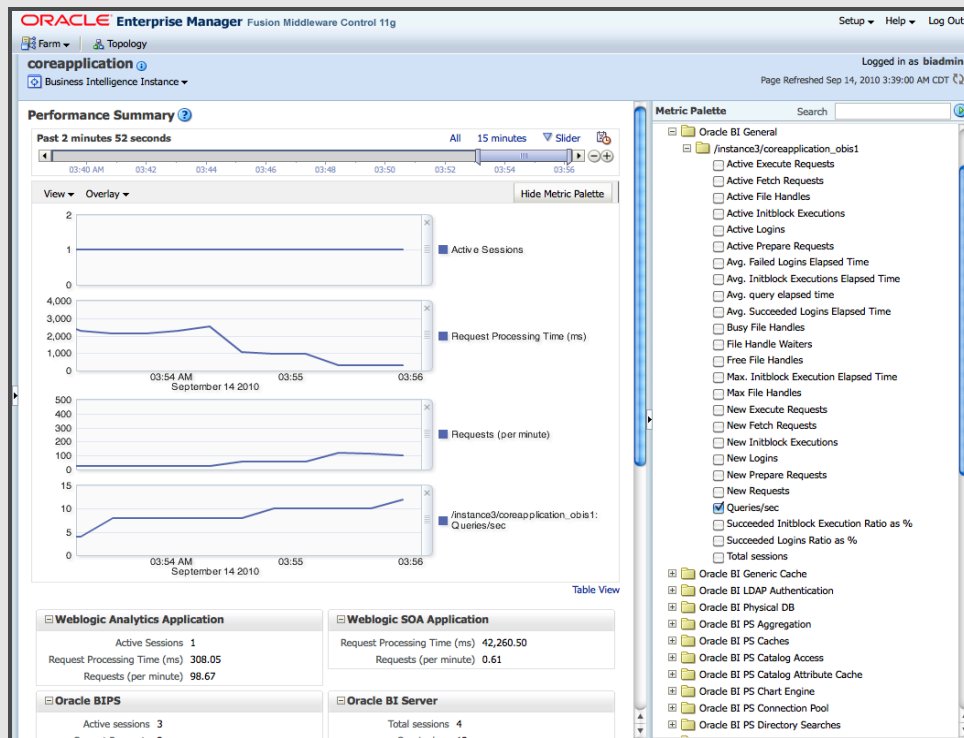 ORACLE Enterprise Manager Fusion Middleware Control 11g
Setup Help Log Out
Farm Topology
coreapplication
Logged in as biadmin
Business Intelligence Instance
Page Refreshed Sep 14, 2010 3:39:00 AM CDT
Performance Summary
Past 2 minutes 52 seconds All 15 minutes Slider
03:40 AM 03:42 03:44 03:46 03:48 03:50 03:52 03:54 03:56
View Overlay Hide Metric Palette
2
1
0
Active Sessions
4,000
3,000
2,000
1,000
0
Request Processing Time (ms)
03:54 AM 03:55 03:56
September 14 2010
500
400
300
200
100
0
Requests (per minute)
15
10
5
0
/instance3/coreapplication_obis1:
Queries/sec
03:54 AM 03:55 03:56
September 14 2010
Table View
Weblogic Analytics Application
Active Sessions 1
Request Processing Time (ms) 308.05
Requests (per minute) 98.67
Weblogic SOA Application
Request Processing Time (ms) 42,260.50
Requests (per minute) 0.61
Oracle BIPS
Active sessions 3
Oracle BI Server
Total sessions 4
Metric Palette Search
Oracle BI General
/instance3/coreapplication_obis1
Active Execute Requests
Active Fetch Requests
Active File Handles
Active Initblock Executions
Active Logins
Active Prepare Requests
Avg. Failed Logins Elapsed Time
Avg. Initblock Executions Elapsed Time
Avg. query elapsed time
Avg. Succeeded Logins Elapsed Time
Busy File Handles
File Handle Waiters
Free File Handles
Max. Initblock Execution Elapsed Time
Max File Handles
New Execute Requests
New Fetch Requests
New Initblock Executions
New Logins
New Prepare Requests
New Requests
Queries/sec
Succeeded Initblock Execution Ratio as %
Succeeded Logins Ratio as %
Total sessions
Oracle BI Generic Cache
Oracle BI LDAP Authentication
Oracle BI Physical DB
Oracle BI PS Aggregation
Oracle BI PS Caches
Oracle BI PS Catalog Access
Oracle BI PS Catalog Attribute Cache
Oracle BI PS Chart Engine
Oracle BI PS Connection Pool
Oracle BI PS Directory Searches